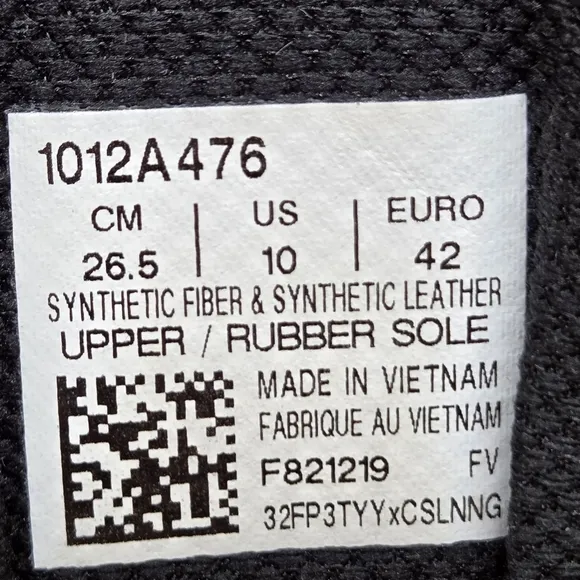 1012A476
CM | US | EURO
26.5 | 10 | 42
SYNTHETIC FIBER & SYNTHETIC LEATHER
UPPER / RUBBER SOLE
MADE IN VIETNAM
FABRIQUE AU VIETNAM
F821219 FV
32FP3TYYxCSLNNG